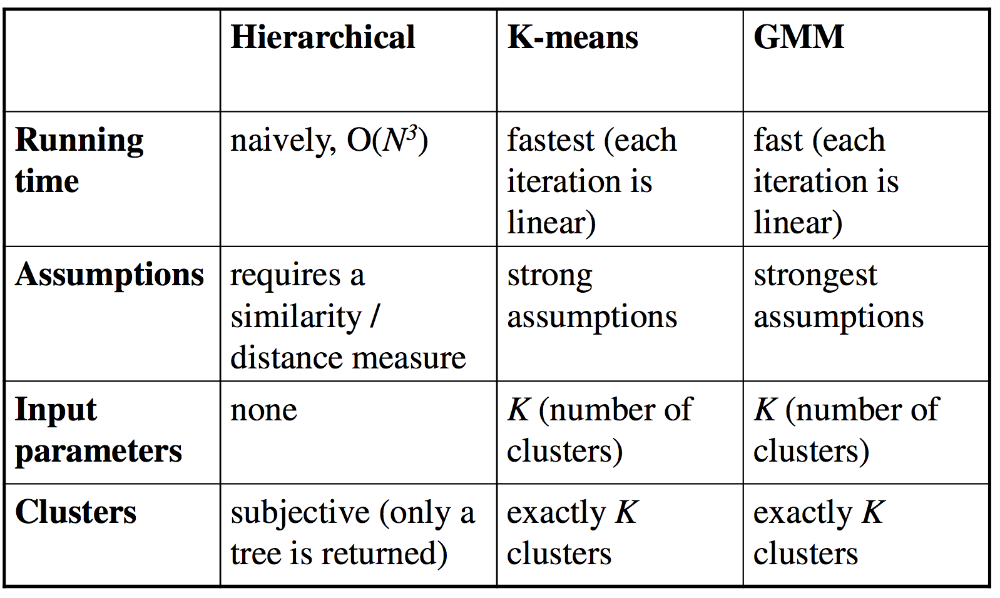 Hierarchical K-means GMM
Running time
naively, O(N³)
fastest (each
iteration is
linear)
fast (each
iteration is
linear)
Assumptions
requires a
similarity /
distance measure
strong
assumptions
strongest
assumptions
Input
parameters
none
K (number of
clusters)
K (number of
clusters)
Clusters
subjective (only a
tree is returned)
exactly K
clusters
exactly K
clusters